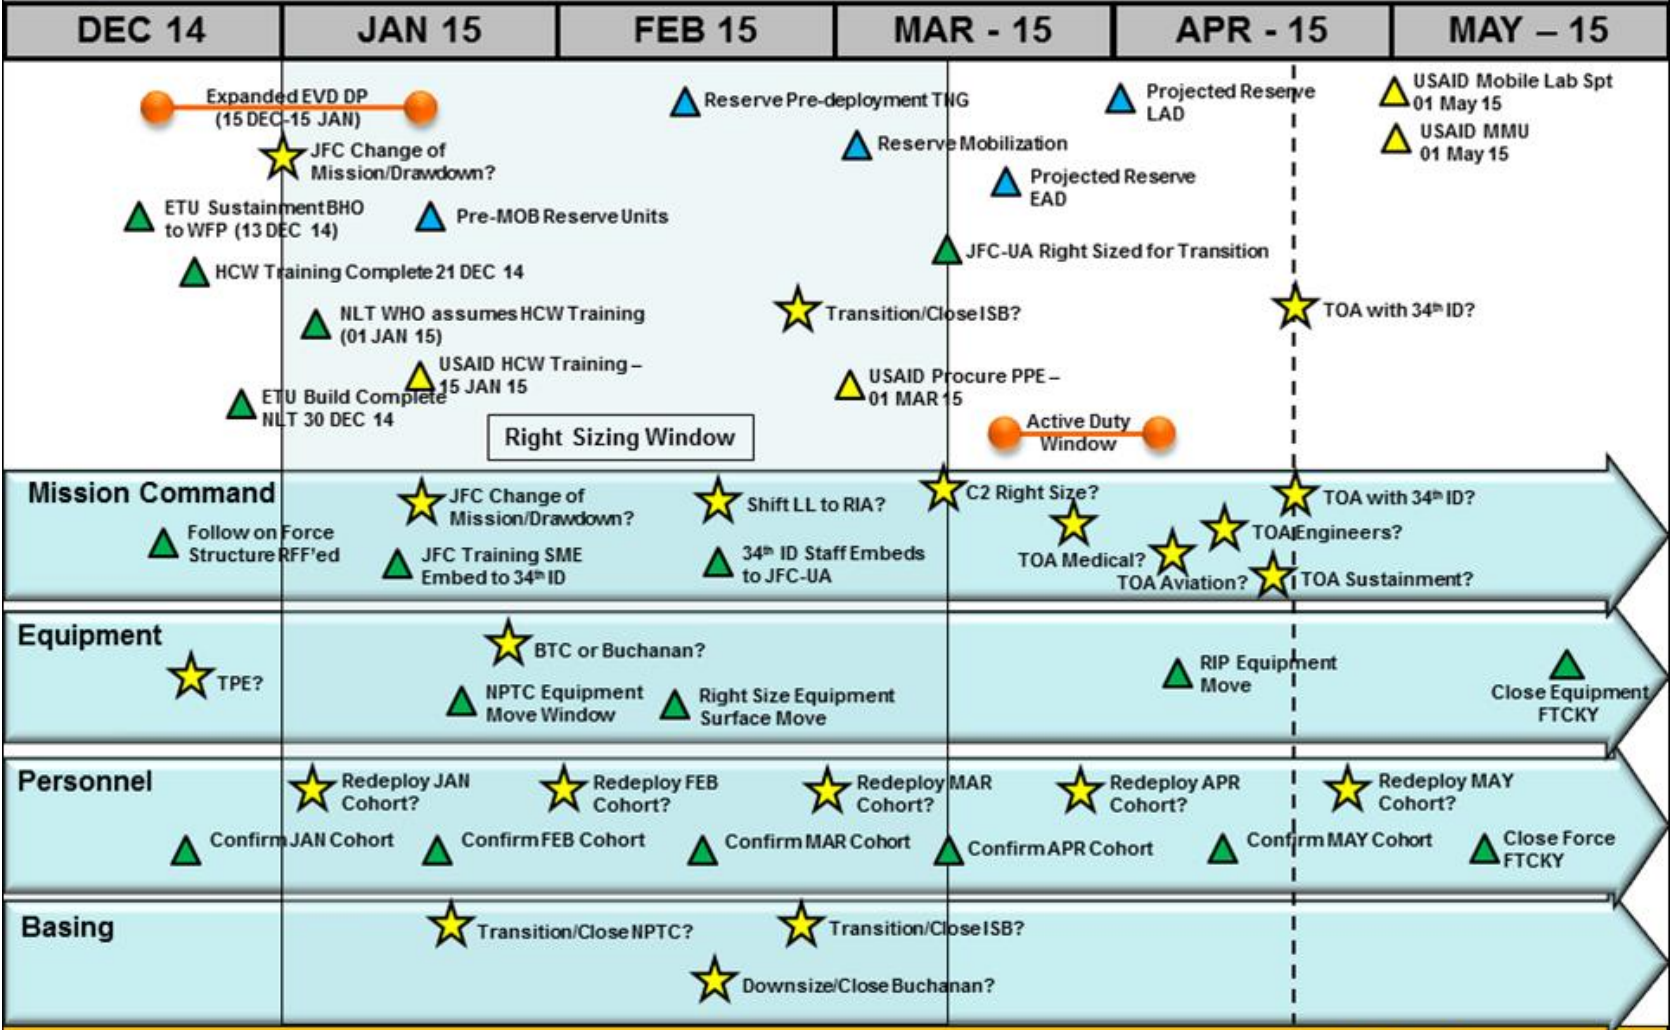 DEC 14
JAN 15
FEB 15
MAR - 15
APR - 15
MAY – 15
Expanded EVD DP
(15 DEC-15 JAN)
JFC Change of
Mission/Drawdown?
ETU Sustainment BHO
to WFP (13 DEC 14)
HCW Training Complete 21 DEC 14
NLT WHO assumes HCW Training
(01 JAN 15)
USAID HCW Training –
15 JAN 15
ETU Build Complete
NLT 30 DEC 14
Pre-MOB Reserve Units
Reserve Pre-deployment TNG
Reserve Mobilization
Projected Reserve
EAD
Projected Reserve
LAD
USAID Mobile Lab Spt
01 May 15
USAID MMU
01 May 15
JFC-UA Right Sized for Transition
Transition/Close ISB?
TOA with 34th ID?
USAID Procure PPE –
01 MAR 15
Active Duty
Window
Right Sizing Window
Mission Command
Follow on Force
Structure RFF'ed
JFC Change of
Mission/Drawdown?
JFC Training SME
Embed to 34th ID
Shift LL to RIA?
34th ID Staff Embeds
to JFC-UA
C2 Right Size?
TOA Medical?
TOA Aviation?
TOA Engineers?
TOA with 34th ID?
TOA Sustainment?
Equipment
TPE?
BTC or Buchanan?
NPTC Equipment
Move Window
Right Size Equipment
Surface Move
RIP Equipment
Move
Close Equipment
FTCKY
Personnel
Redeploy JAN
Cohort?
Redeploy FEB
Cohort?
Redeploy MAR
Cohort?
Redeploy APR
Cohort?
Redeploy MAY
Cohort?
Confirm JAN Cohort
Confirm FEB Cohort
Confirm MAR Cohort
Confirm APR Cohort
Confirm MAY Cohort
Close Force
FTCKY
Basing
Transition/Close NPTC?
Transition/Close ISB?
Downsize/Close Buchanan?